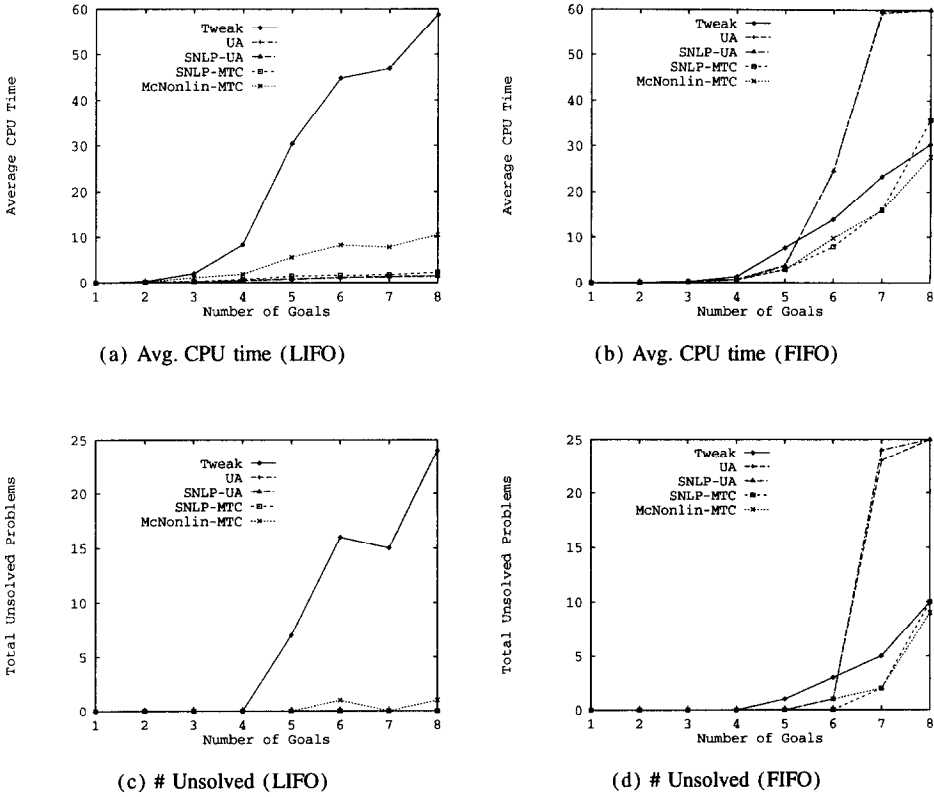 60
50
40
30
20
10
0
Average CPU Time
Tweak
UA
SNLP-UA
SNLP-MTC
McNonlin-MTC
1 2 3 4 5 6 7 8
Number of Goals
(a) Avg. CPU time (LIFO)
60
50
40
30
20
10
0
Average CPU Time
Tweak
UA
SNLP-UA
SNLP-MTC
McNonlin-MTC
1 2 3 4 5 6 7 8
Number of Goals
(b) Avg. CPU time (FIFO)
25
20
15
10
5
0
Total Unsolved Problems
Tweak
UA
SNLP-UA
SNLP-MTC
McNonlin-MTC
1 2 3 4 5 6 7 8
Number of Goals
(c) # Unsolved (LIFO)
25
20
15
10
5
0
Total Unsolved Problems
Tweak
UA
SNLP-UA
SNLP-MTC
McNonlin-MTC
1 2 3 4 5 6 7 8
Number of Goals
(d) # Unsolved (FIFO)